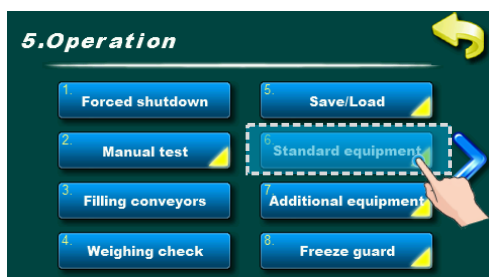 5.Operation
1. Forced shutdown
2. Manual test
3. Filling conveyors
4. Weighing check
5. Save/Load
6. Standard equipment
7. Additional equipment
8. Freeze guard